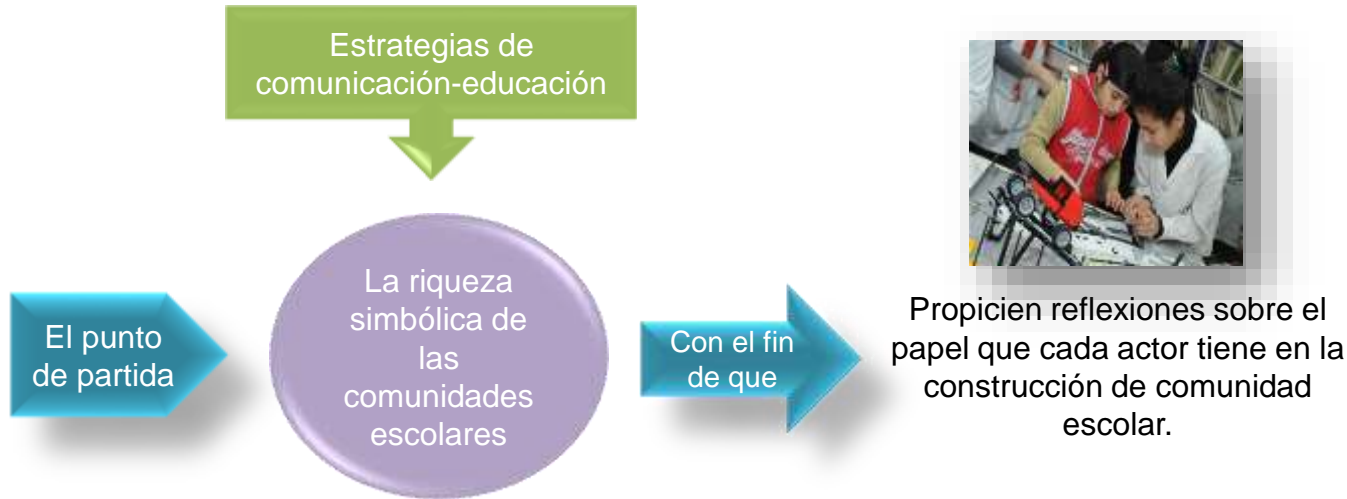 Estrategias de
comunicación-educación
El punto
de partida
La riqueza
simbólica de
las
comunidades
escolares
Con el fin
de que
Propicien reflexiones sobre el
papel que cada actor tiene en la
construcción de comunidad
escolar.